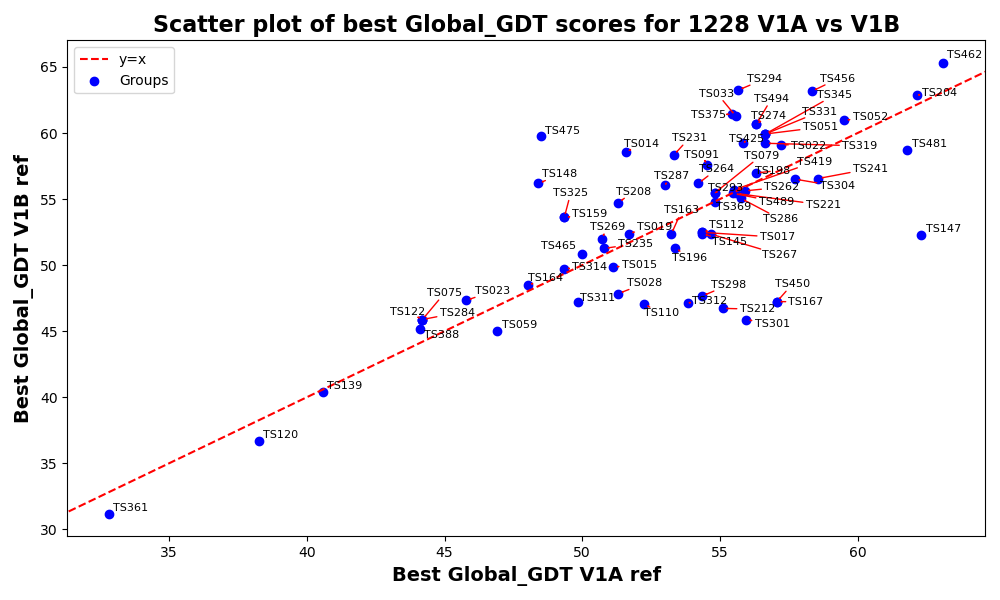 Scatter plot of best Global_GDT scores for 1228 V1A vs V1B
y=x
Groups
TS462
TS294
TS456
TS033
TS345
TS204
TS494
TS331
TS375
TS274
TS052
TS051
TS475
TS231
TS425
TS014
TS022
TS319
TS481
TS091
TS079
TS419
TS264
TS198
TS241
TS148
TS287
TS304
TS325
TS208
TS293
TS262
TS489
TS221
TS159
TS163
TS369
TS286
TS269
TS019
TS112
TS147
TS017
TS465
TS235
TS145
TS196
TS267
TS314
TS015
TS164
TS028
TS298
TS450
TS075
TS023
TS311
TS312
TS167
TS122
TS284
TS110
TS212
TS388
TS059
TS301
TS139
TS120
TS361
65
60
55
50
45
40
35
30
35
40
45
50
55
60
Best Global_GDT V1B ref
Best Global_GDT V1A ref